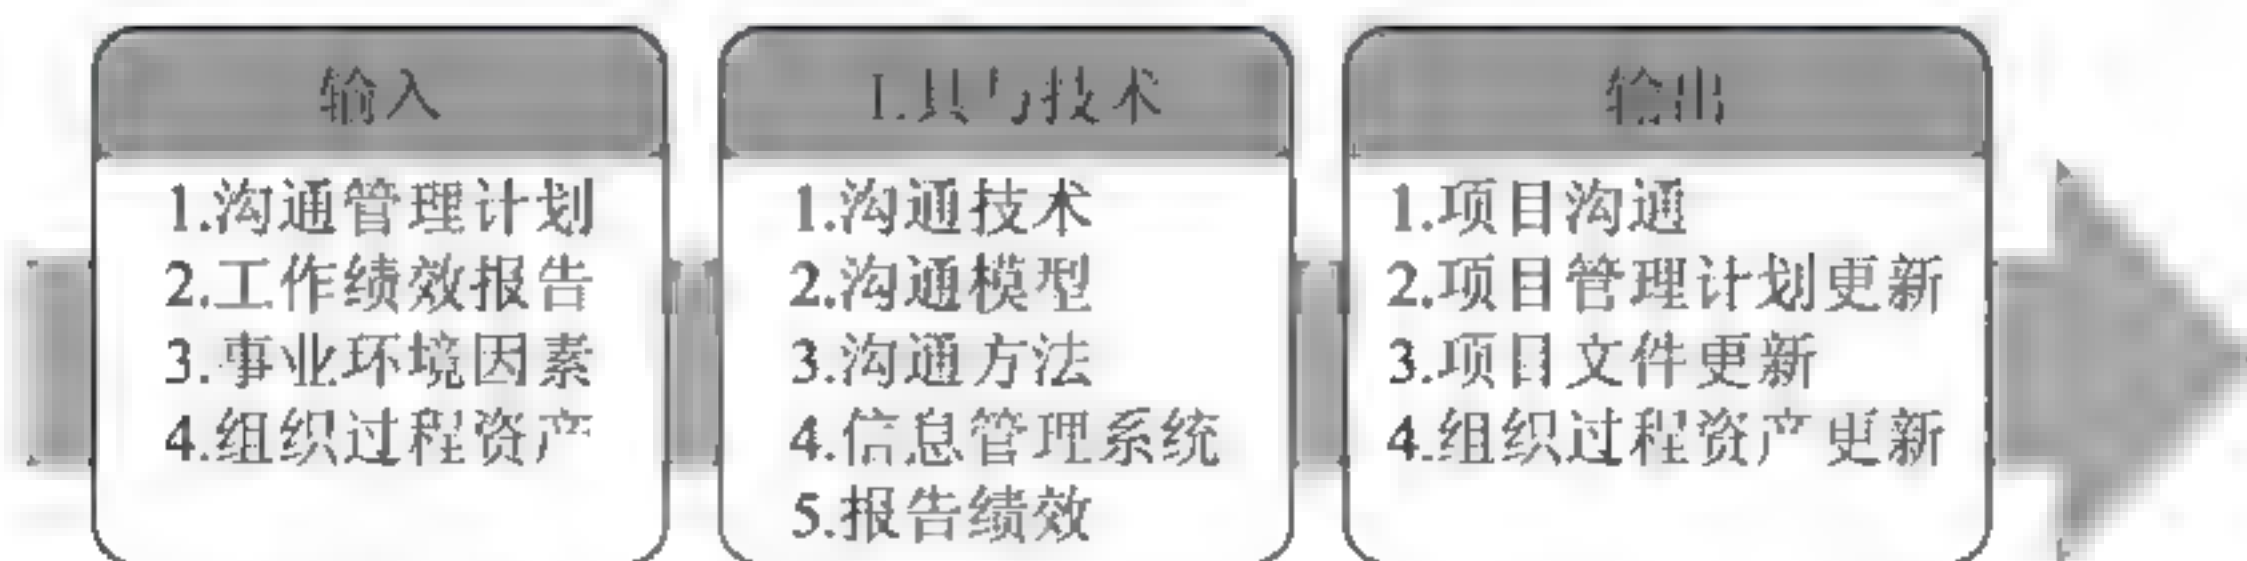 输入
1.沟通管理计划
2.工作绩效报告
3.事业环境因素
4.组织过程资产
工具与技术
1.沟通技术
2.沟通模型
3.沟通方法
4.信息管理系统
5.报告绩效
输出
1.项目沟通
2.项目管理计划更新
3.项目文件更新
4.组织过程资产更新